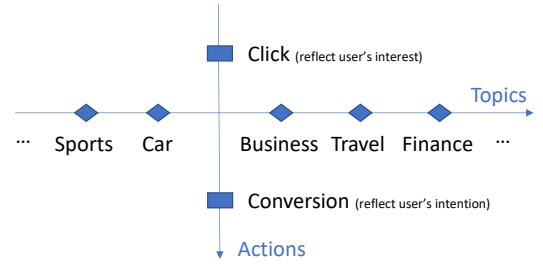 Click (reflect user's interest)
Topics
... Sports Car Business Travel Finance ...
Conversion (reflect user's intention)
Actions